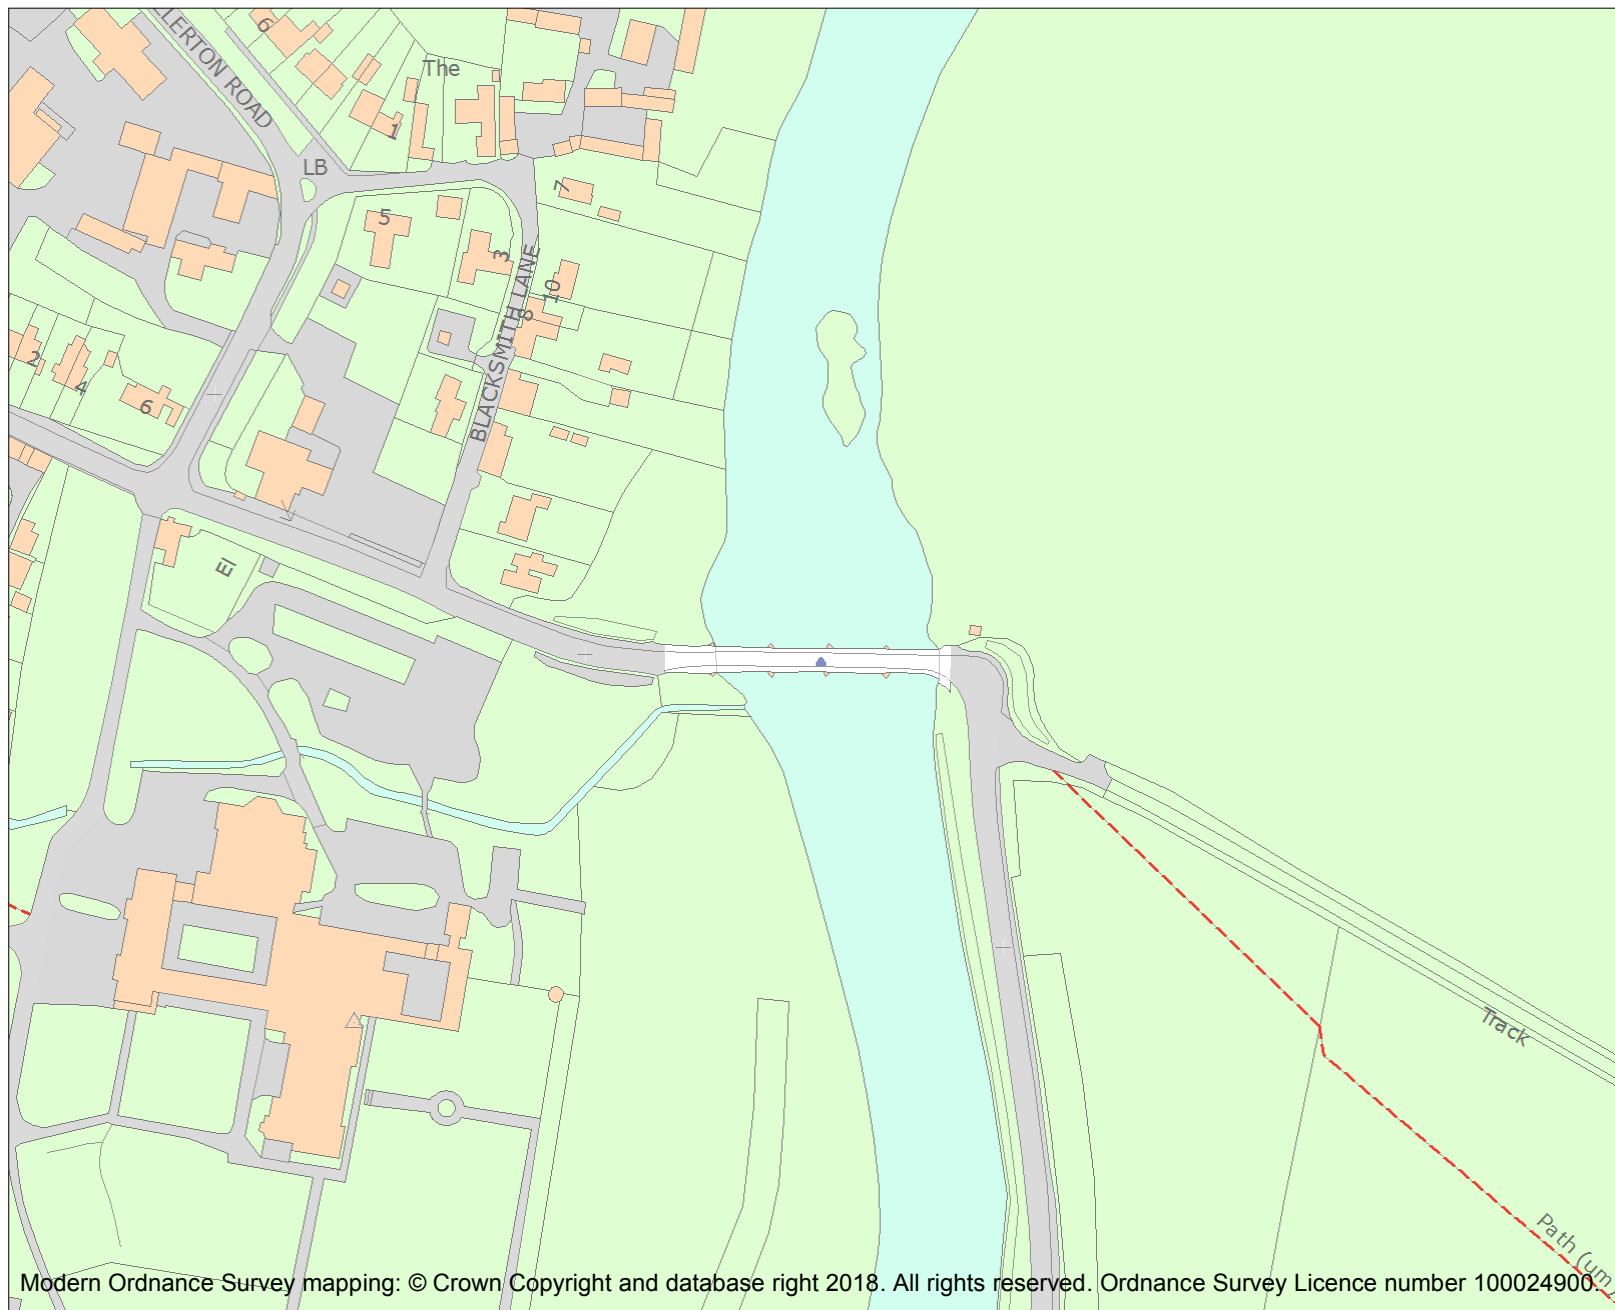 LLERTON ROAD
6
The
1
LB
7
5
3
10
8
BLACKSMITH LANE
2
4
6
El
Track
Path (um
Modern Ordnance Survey mapping: © Crown Copyright and database right 2018. All rights reserved. Ordnance Survey Licence number 100024900.